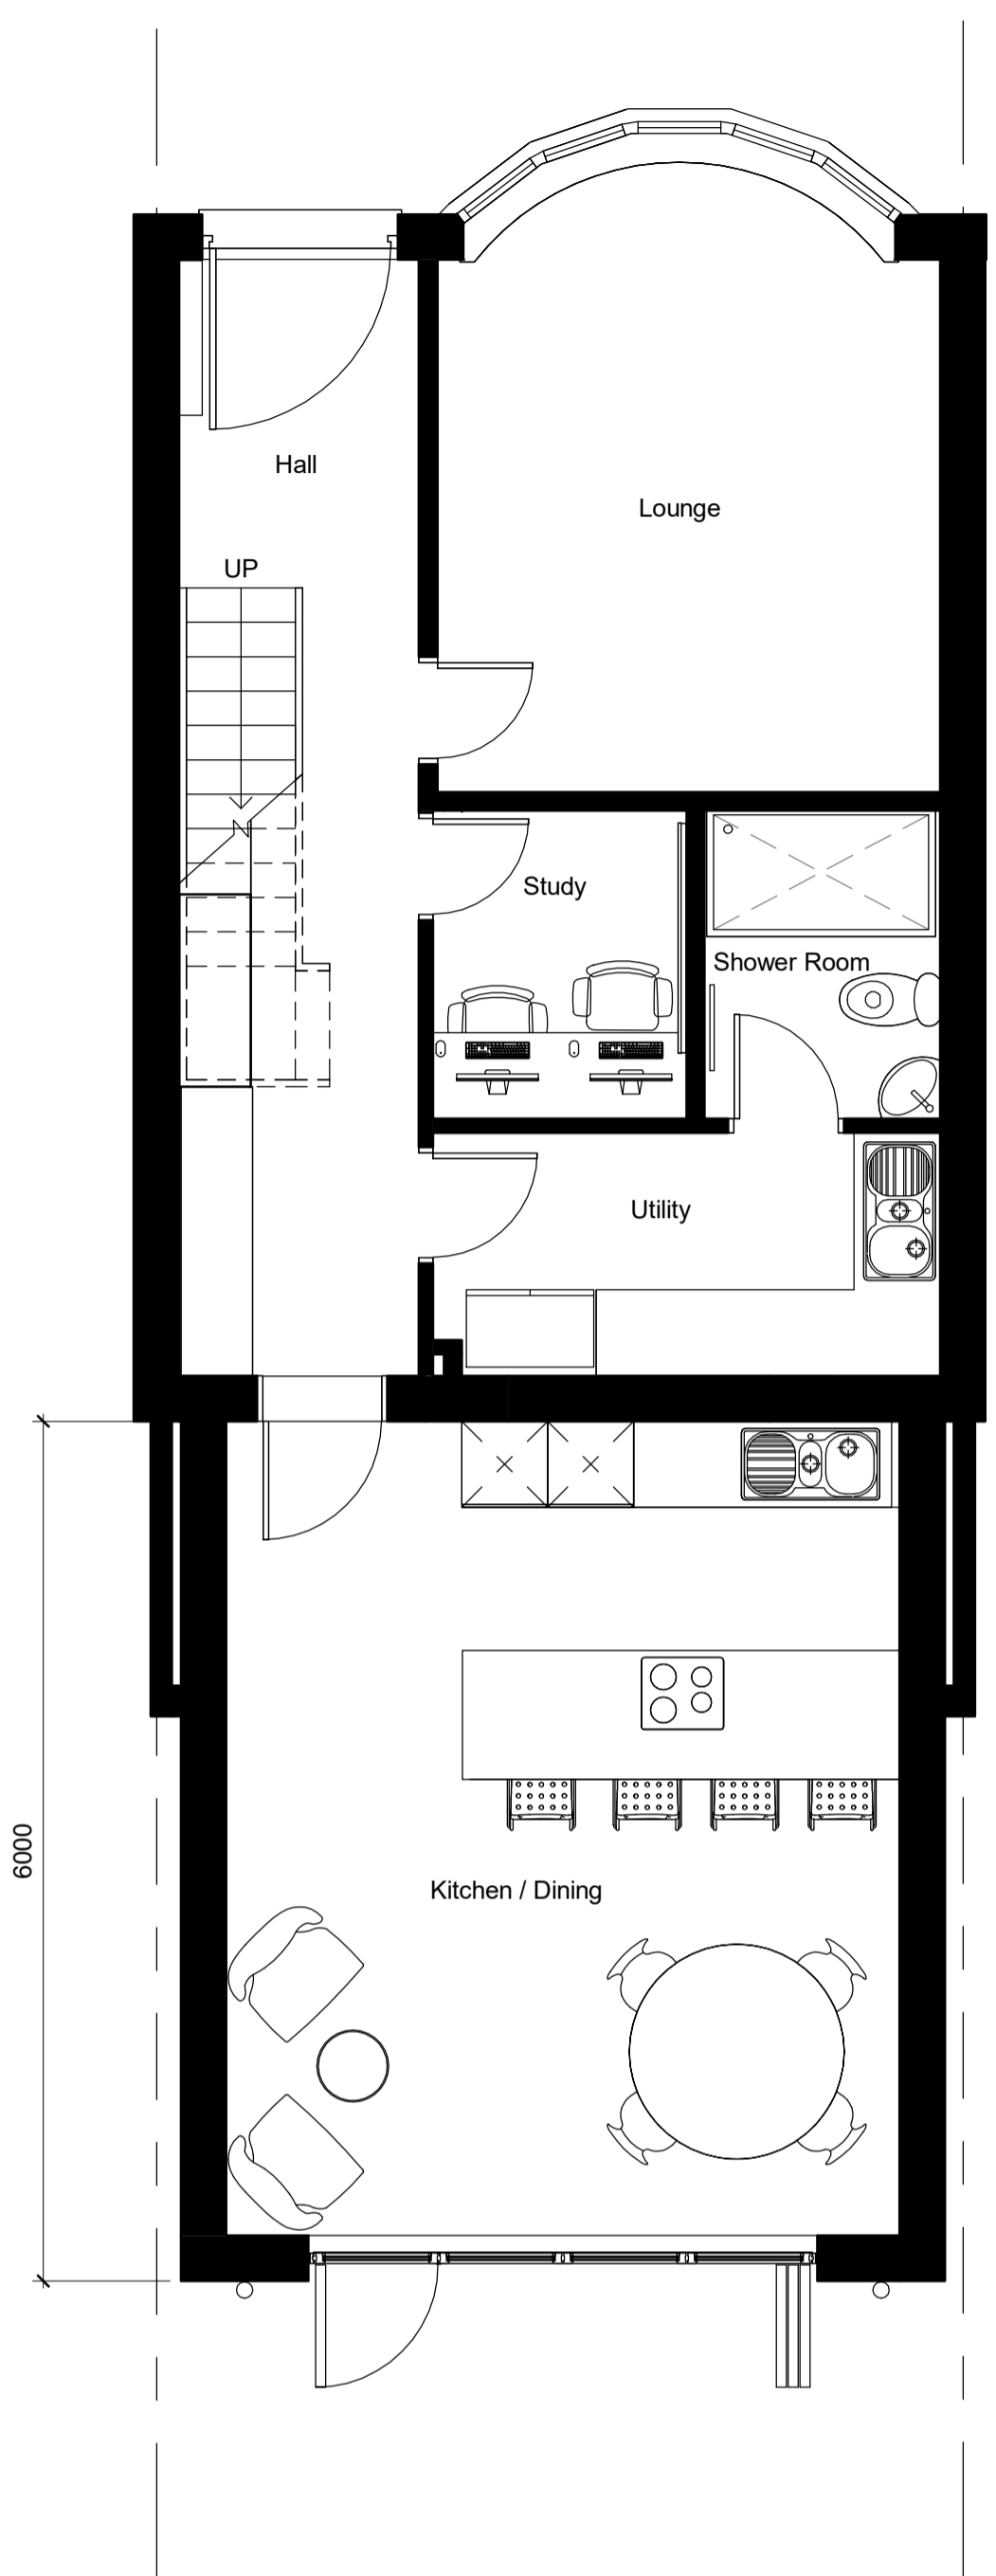 Hall
Lounge
UP
Study
Shower Room
Utility
6000
Kitchen / Dining